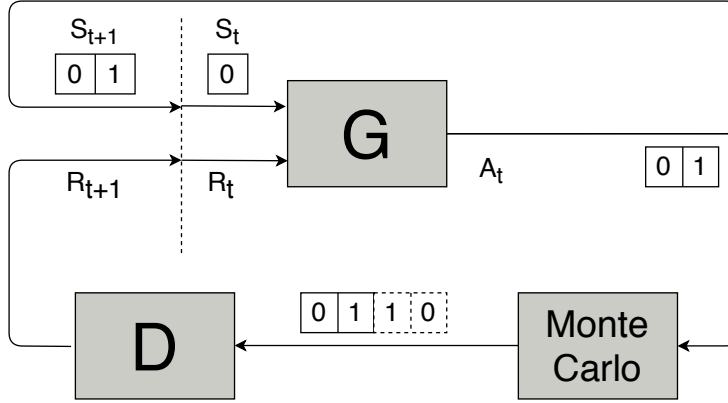 S_{t+1}
S_t
0 1
0
G
R_{t+1}
R_t
A_t
0 1
0 1 1 0
D
Monte
Carlo